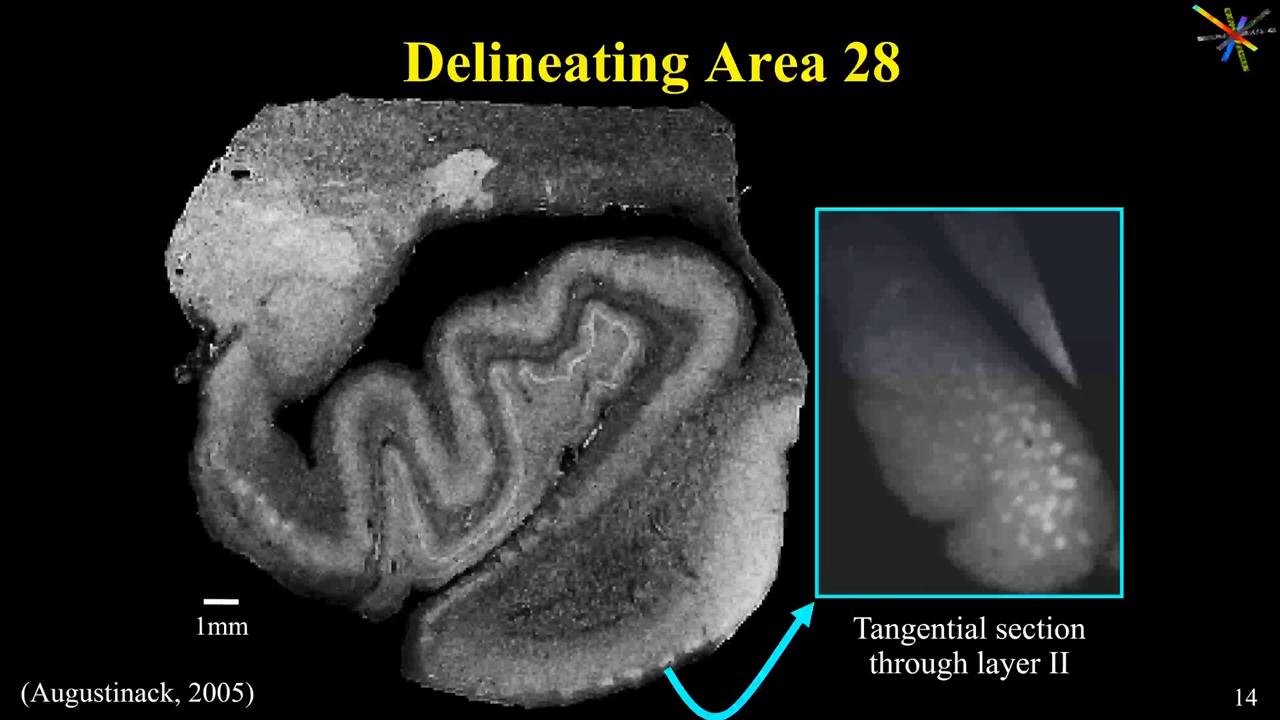 Delineating Area 28
1mm
Tangential section
through layer II
(Augustinack, 2005)
14